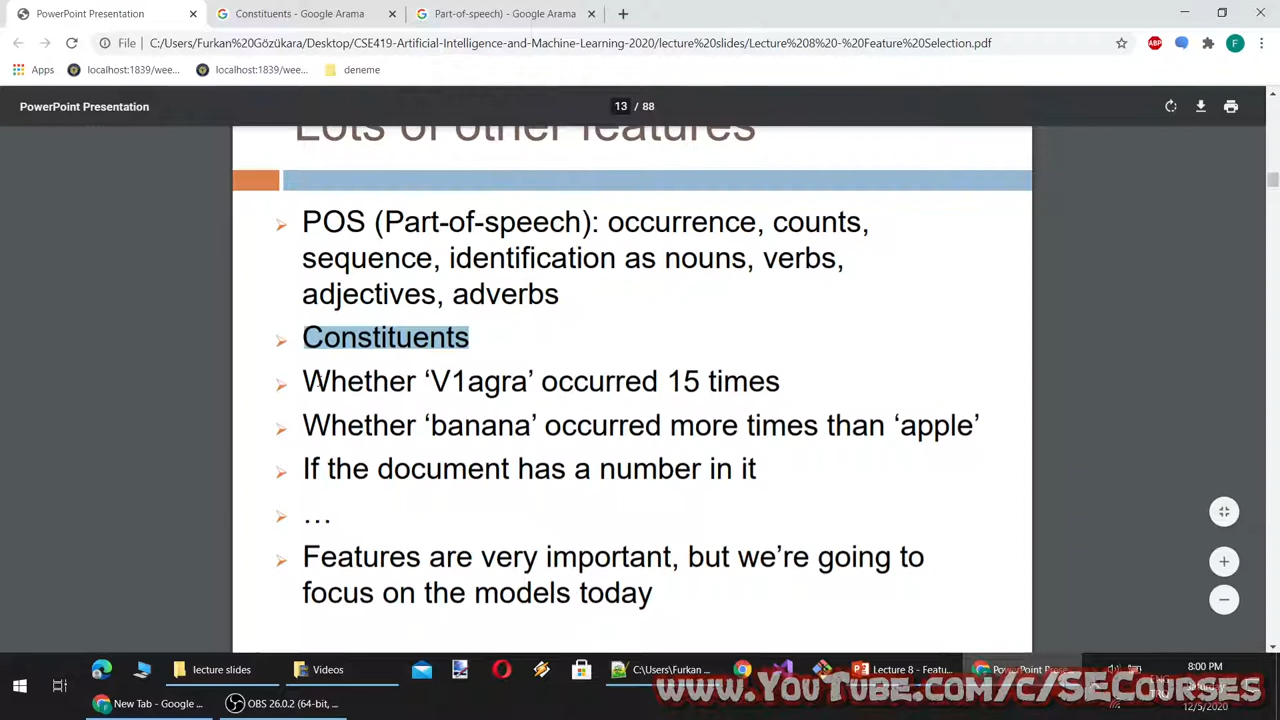 PowerPoint Presentation
Constituents - Google Arama
Part-of-speech) - Google Arama
File
C:/Users/Furkan%20Gözükara/Desktop/CSE419-Artificial-Intelligence-and-Machine-Learning-2020/lecture%20slides/Lecture%208%20-%20Feature%20Selection.pdf
ABP
F
Apps
localhost:1839/wee...
localhost:1839/wee...
deneme
PowerPoint Presentation
13 / 88
Lots of other features
POS (Part-of-speech): occurrence, counts,
sequence, identification as nouns, verbs,
adjectives, adverbs
Constituents
Whether ‘V1agra’ occurred 15 times
Whether ‘banana’ occurred more times than ‘apple’
If the document has a number in it
…
Features are very important, but we’re going to
focus on the models today
lecture slides
Videos
C:\Users\Furkan ...
Lecture 8 - Featu...
PowerPoint Prese...
8:00 PM
Saturday
12/5/2020
New Tab - Google ...
OBS 26.0.2 (64-bit, ...
www.YouTube.com/c/SECourses